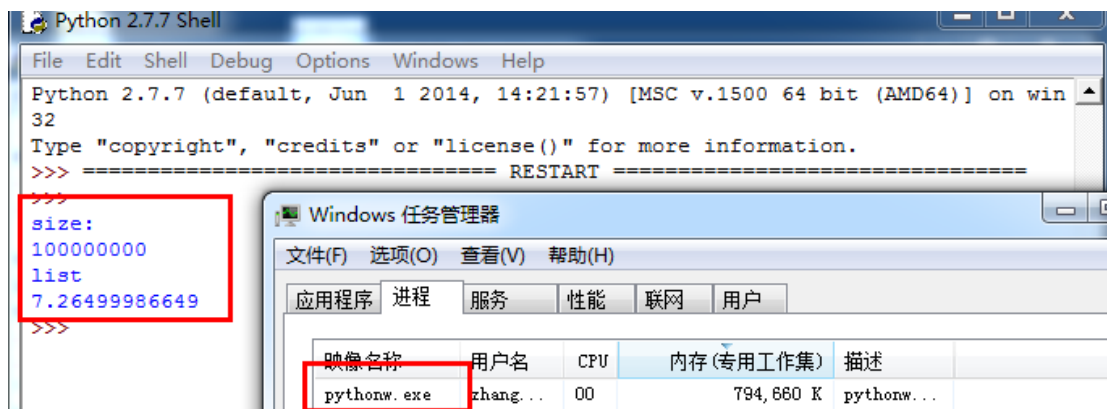 Python 2.7.7 Shell
File Edit Shell Debug Options Windows Help
Python 2.7.7 (default, Jun  1 2014, 14:21:57) [MSC v.1500 64 bit (AMD64)] on win
32
Type "copyright", "credits" or "license()" for more information.
>>> ================================ RESTART ================================
>>>
size:
100000000
list
7.26499986649
>>>
Windows 任务管理器
文件(F) 选项(O) 查看(V) 帮助(H)
应用程序 进程 服务 性能 联网 用户
映像名称 用户名 CPU 内存(专用工作集) 描述
pythonw.exe zhang... 00 794,660 K pythonw...